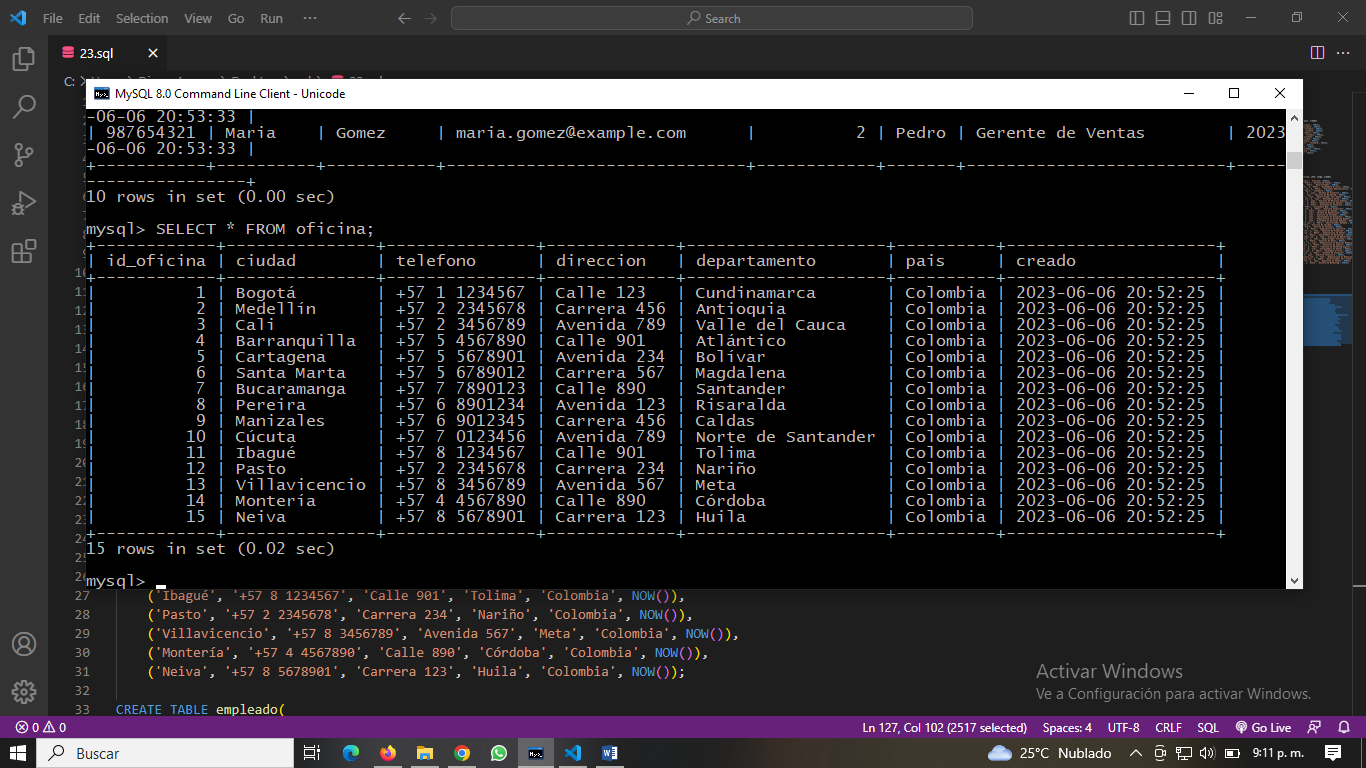 File Edit Selection View Go Run ··· Search
23.sql
C:
MySQL 8.0 Command Line Client - Unicode
-06-06 20:53:33 |
| 987654321 | Maria | Gomez | maria.gomez@example.com | 2 | Pedro | Gerente de Ventas | 2023
-06-06 20:53:33 |
10 rows in set (0.00 sec)
mysql> SELECT * FROM oficina;
| id_oficina | ciudad | telefono | direccion | departamento | pais | creado |
| 1 | Bogotá | +57 1 1234567 | Calle 123 | Cundinamarca | Colombia | 2023-06-06 20:52:25 |
| 2 | Medellín | +57 2 2345678 | Carrera 456 | Antioquia | Colombia | 2023-06-06 20:52:25 |
| 3 | Cali | +57 2 3456789 | Avenida 789 | Valle del Cauca | Colombia | 2023-06-06 20:52:25 |
| 4 | Barranquilla | +57 5 4567890 | Calle 901 | Atlántico | Colombia | 2023-06-06 20:52:25 |
| 5 | Cartagena | +57 5 5678901 | Avenida 234 | Bolívar | Colombia | 2023-06-06 20:52:25 |
| 6 | Santa Marta | +57 5 6789012 | Carrera 567 | Magdalena | Colombia | 2023-06-06 20:52:25 |
| 7 | Bucaramanga | +57 7 7890123 | Calle 890 | Santander | Colombia | 2023-06-06 20:52:25 |
| 8 | Pereira | +57 6 8901234 | Avenida 123 | Risaralda | Colombia | 2023-06-06 20:52:25 |
| 9 | Manizales | +57 6 9012345 | Carrera 456 | Caldas | Colombia | 2023-06-06 20:52:25 |
| 10 | Cúcuta | +57 7 0123456 | Avenida 789 | Norte de Santander | Colombia | 2023-06-06 20:52:25 |
| 11 | Ibagué | +57 8 1234567 | Calle 901 | Tolima | Colombia | 2023-06-06 20:52:25 |
| 12 | Pasto | +57 2 2345678 | Carrera 234 | Nariño | Colombia | 2023-06-06 20:52:25 |
| 13 | Villavicencio | +57 8 3456789 | Avenida 567 | Meta | Colombia | 2023-06-06 20:52:25 |
| 14 | Montería | +57 4 4567890 | Calle 890 | Córdoba | Colombia | 2023-06-06 20:52:25 |
| 15 | Neiva | +57 8 5678901 | Carrera 123 | Huila | Colombia | 2023-06-06 20:52:25 |
15 rows in set (0.02 sec)
mysql>
27 ('Ibagué', '+57 8 1234567', 'Calle 901', 'Tolima', 'Colombia', NOW()),
28 ('Pasto', '+57 2 2345678', 'Carrera 234', 'Nariño', 'Colombia', NOW()),
29 ('Villavicencio', '+57 8 3456789', 'Avenida 567', 'Meta', 'Colombia', NOW()),
30 ('Montería', '+57 4 4567890', 'Calle 890', 'Córdoba', 'Colombia', NOW()),
31 ('Neiva', '+57 8 5678901', 'Carrera 123', 'Huila', 'Colombia', NOW());
32
33 CREATE TABLE empleado(
Activar Windows
Ve a Configuración para activar Windows.
0 0 Ln 127, Col 102 (2517 selected) Spaces: 4 UTF-8 CRLF SQL Go Live
Buscar 25°C Nublado 9:11 p. m.